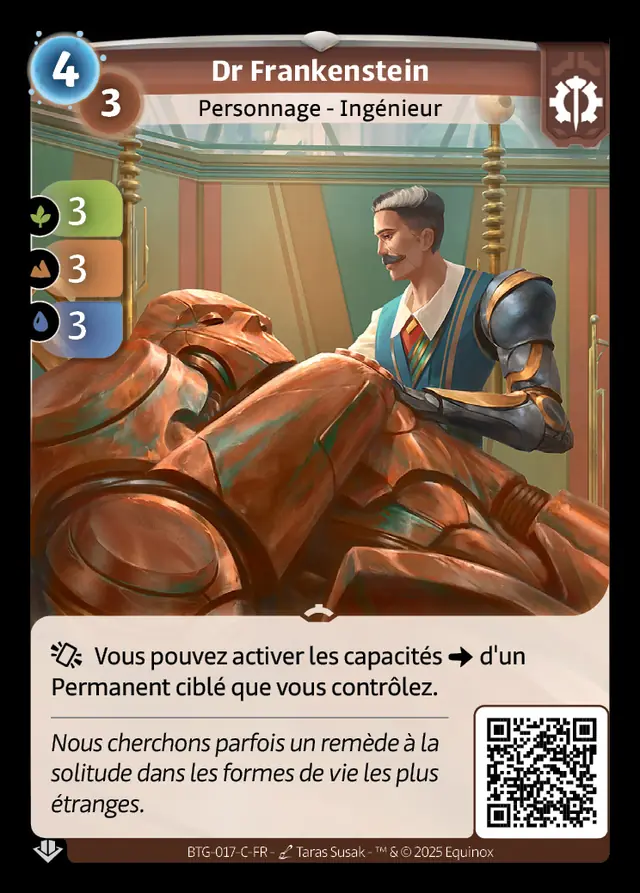 4
3
Dr Frankenstein
Personnage - Ingénieur
3
3
3
Vous pouvez activer les capacités d'un
Permanent ciblé que vous contrôlez.
Nous cherchons parfois un remède à la
solitude dans les formes de vie les plus
étranges.
BTG-017-C-FR - Taras Susak - ™ & © 2025 Equinox